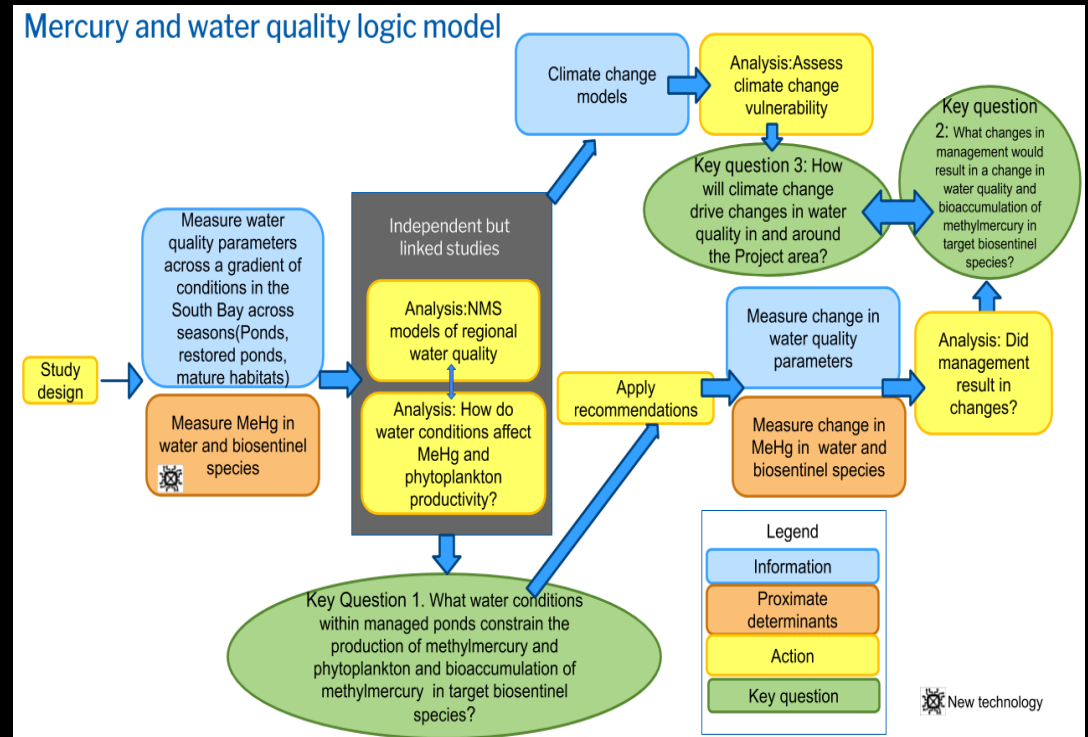 Mercury and water quality logic model
Study
design
Measure water
quality parameters
across a gradient of
conditions in the
South Bay across
seasons(Ponds,
restored ponds,
mature habitats)
Measure MeHg in
water and biosentinel
species
Independent but
linked studies
Analysis:NMS
models of regional
water quality
Analysis: How do
water conditions affect
MeHg and
phytoplankton
productivity?
Key Question 1. What water conditions
within managed ponds constrain the
production of methylmercury and
phytoplankton and bioaccumulation of
methylmercury in target biosentinel
species?
Climate change
models
Analysis:Assess
climate change
vulnerability
Key question 3: How
will climate change
drive changes in water
quality in and around
the Project area?
Key question
2: What changes in
management would
result in a change in
water quality and
bioaccumulation of
methylmercury in
target biosentinel
species?
Apply
recommendations
Measure change in
water quality
parameters
Measure change in
MeHg in water and
biosentinel species
Analysis: Did
management
result in
changes?
Legend
Information
Proximate
determinants
Action
Key question
New technology